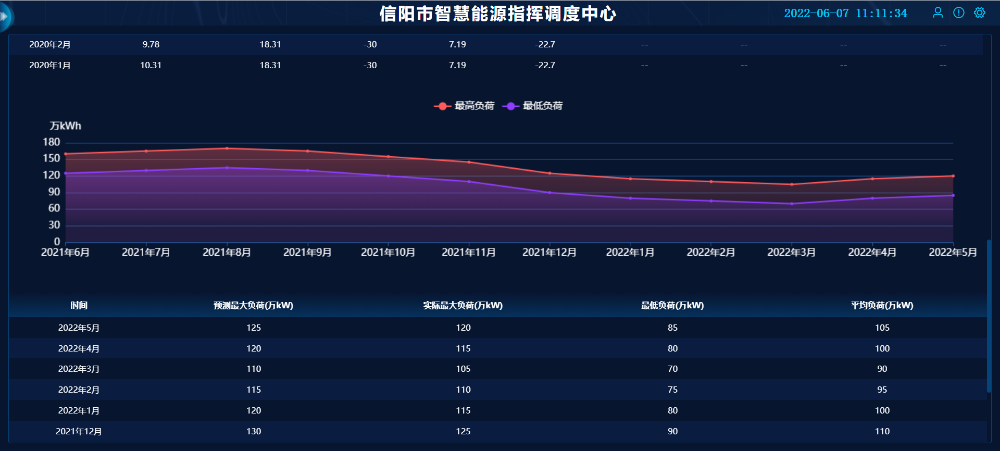 信阳市智慧能源指挥调度中心
2022-06-07 11:11:34
2020年2月 9.78 18.31 -30 7.19 -22.7 -- -- -- --
2020年1月 10.31 18.31 -30 7.19 -22.7 -- -- -- --
最高负荷 最低负荷
万kWh
180
150
120
90
60
30
0
2021年6月 2021年7月 2021年8月 2021年9月 2021年10月 2021年11月 2021年12月 2022年1月 2022年2月 2022年3月 2022年4月 2022年5月
时间 预测最大负荷(万kW) 实际最大负荷(万kW) 最低负荷(万kW) 平均负荷(万kW)
2022年5月 125 120 85 105
2022年4月 120 115 80 100
2022年3月 110 105 70 90
2022年2月 115 110 75 95
2022年1月 120 115 80 100
2021年12月 130 125 90 110